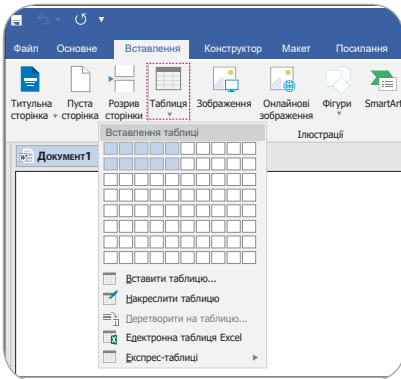 Файл Основне Вставлення Конструктор Макет Посилання
Титульна сторінка
Пуста сторінка
Розрив сторінки
Таблиця
Зображення
Онлайнові зображення
Фігури
SmartArt
Ілюстрації
Документ1
Вставлення таблиці
Вставити таблицю...
Накреслити таблицю
Перетворити на таблицю...
Електронна таблиця Excel
Експрес-таблиці